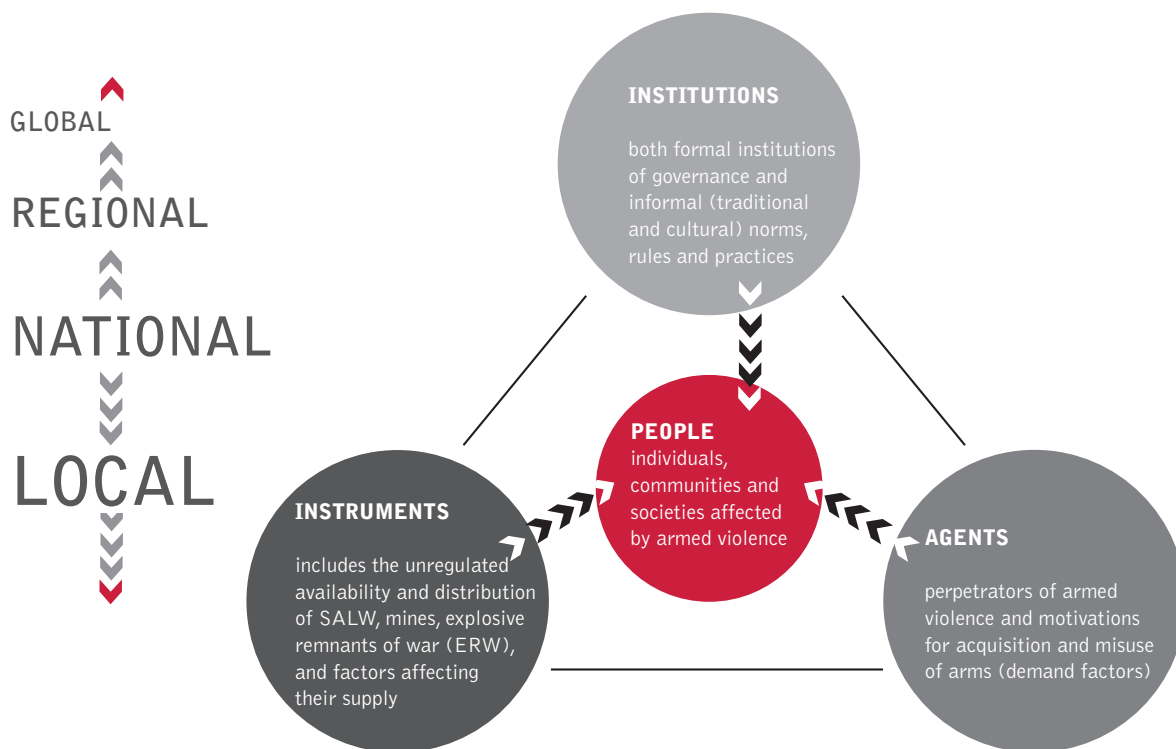 GLOBAL
REGIONAL
NATIONAL
LOCAL
INSTITUTIONS
both formal institutions
of governance and
informal (traditional
and cultural) norms,
rules and practices
PEOPLE
individuals,
communities and
societies affected
by armed violence
INSTRUMENTS
includes the unregulated
availability and distribution
of SALW, mines, explosive
remnants of war (ERW),
and factors affecting
their supply
AGENTS
perpetrators of armed
violence and motivations
for acquisition and misuse
of arms (demand factors)